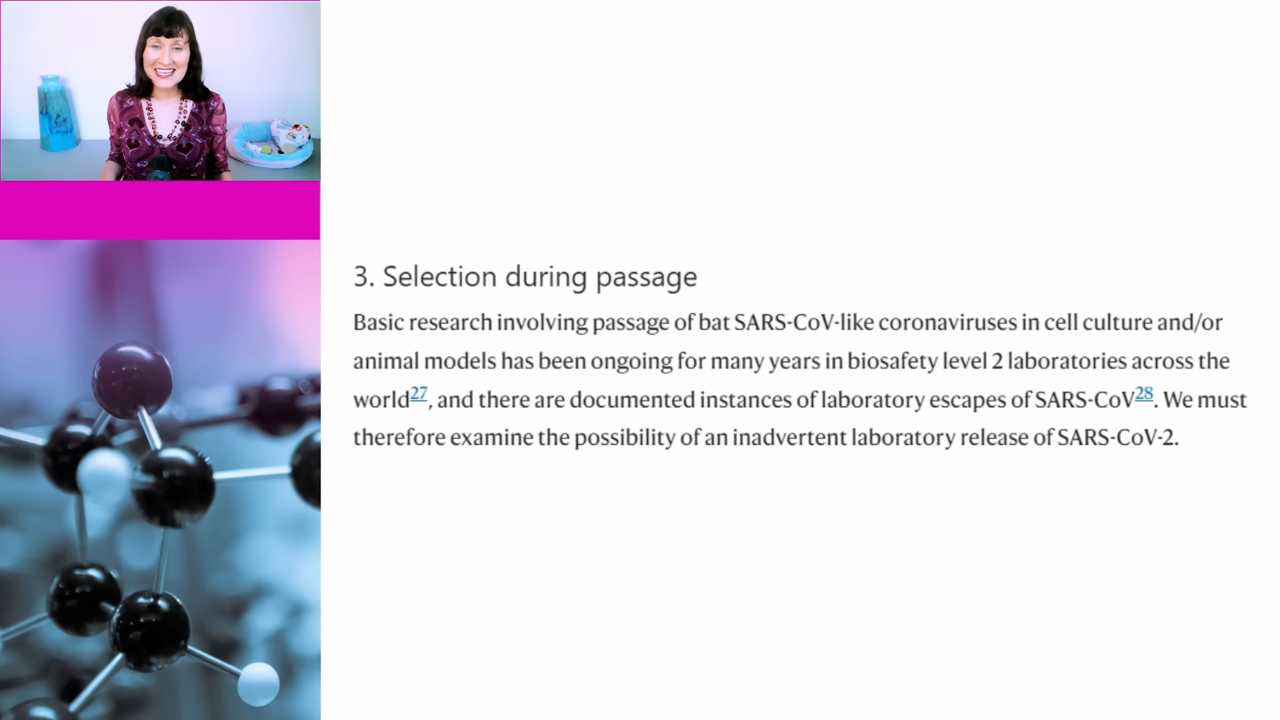 3. Selection during passage
Basic research involving passage of bat SARS-CoV-like coronaviruses in cell culture and/or
animal models has been ongoing for many years in biosafety level 2 laboratories across the
world27, and there are documented instances of laboratory escapes of SARS-CoV28. We must
therefore examine the possibility of an inadvertent laboratory release of SARS-CoV-2.